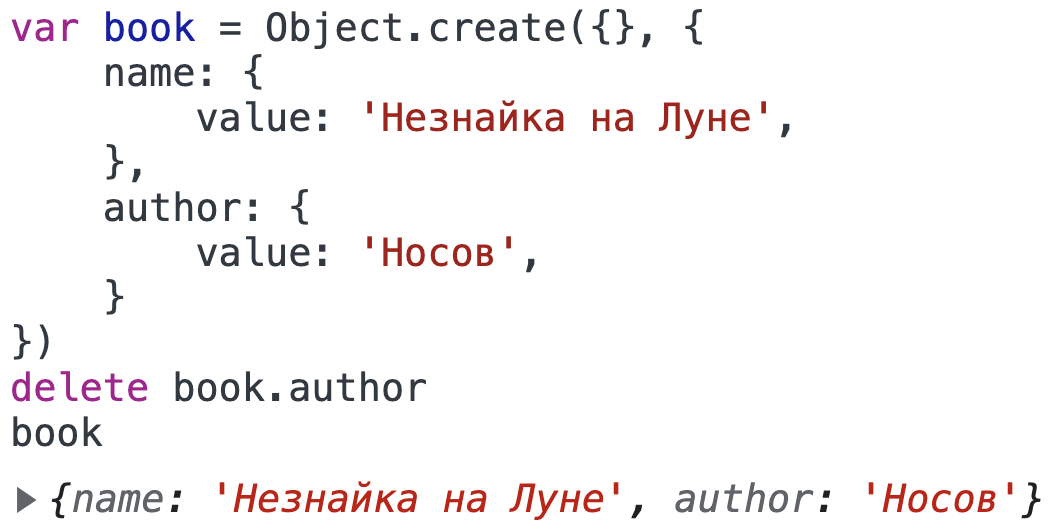 var book = Object.create({}, {
    name: {
        value: 'Незнайка на Луне',
    },
    author: {
        value: 'Носов',
    }
})
delete book.author
book
▶ {name: 'Незнайка на Луне', author: 'Носов'}